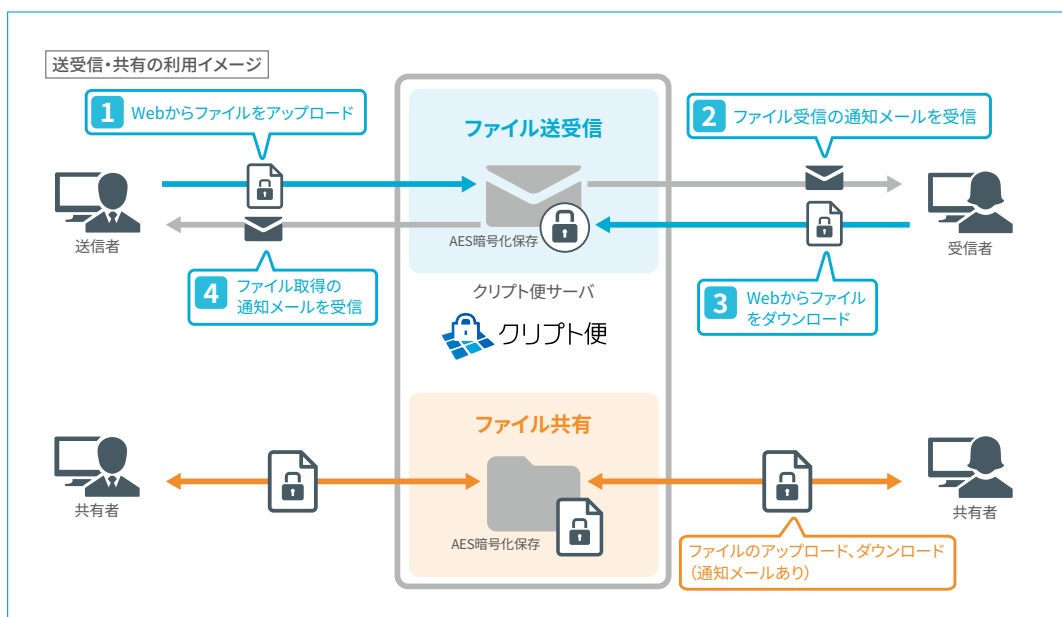 送受信・共有の利用イメージ
1 Webからファイルをアップロード
ファイル送受信
2 ファイル受信の通知メールを受信
送信者
AES暗号化保存
受信者
4 ファイル取得の
通知メールを受信
クリプト便サーバ
クリプト便
3 Webからファイル
をダウンロード
ファイル共有
共有者
AES暗号化保存
共有者
ファイルのアップロード、ダウンロード
（通知メールあり）